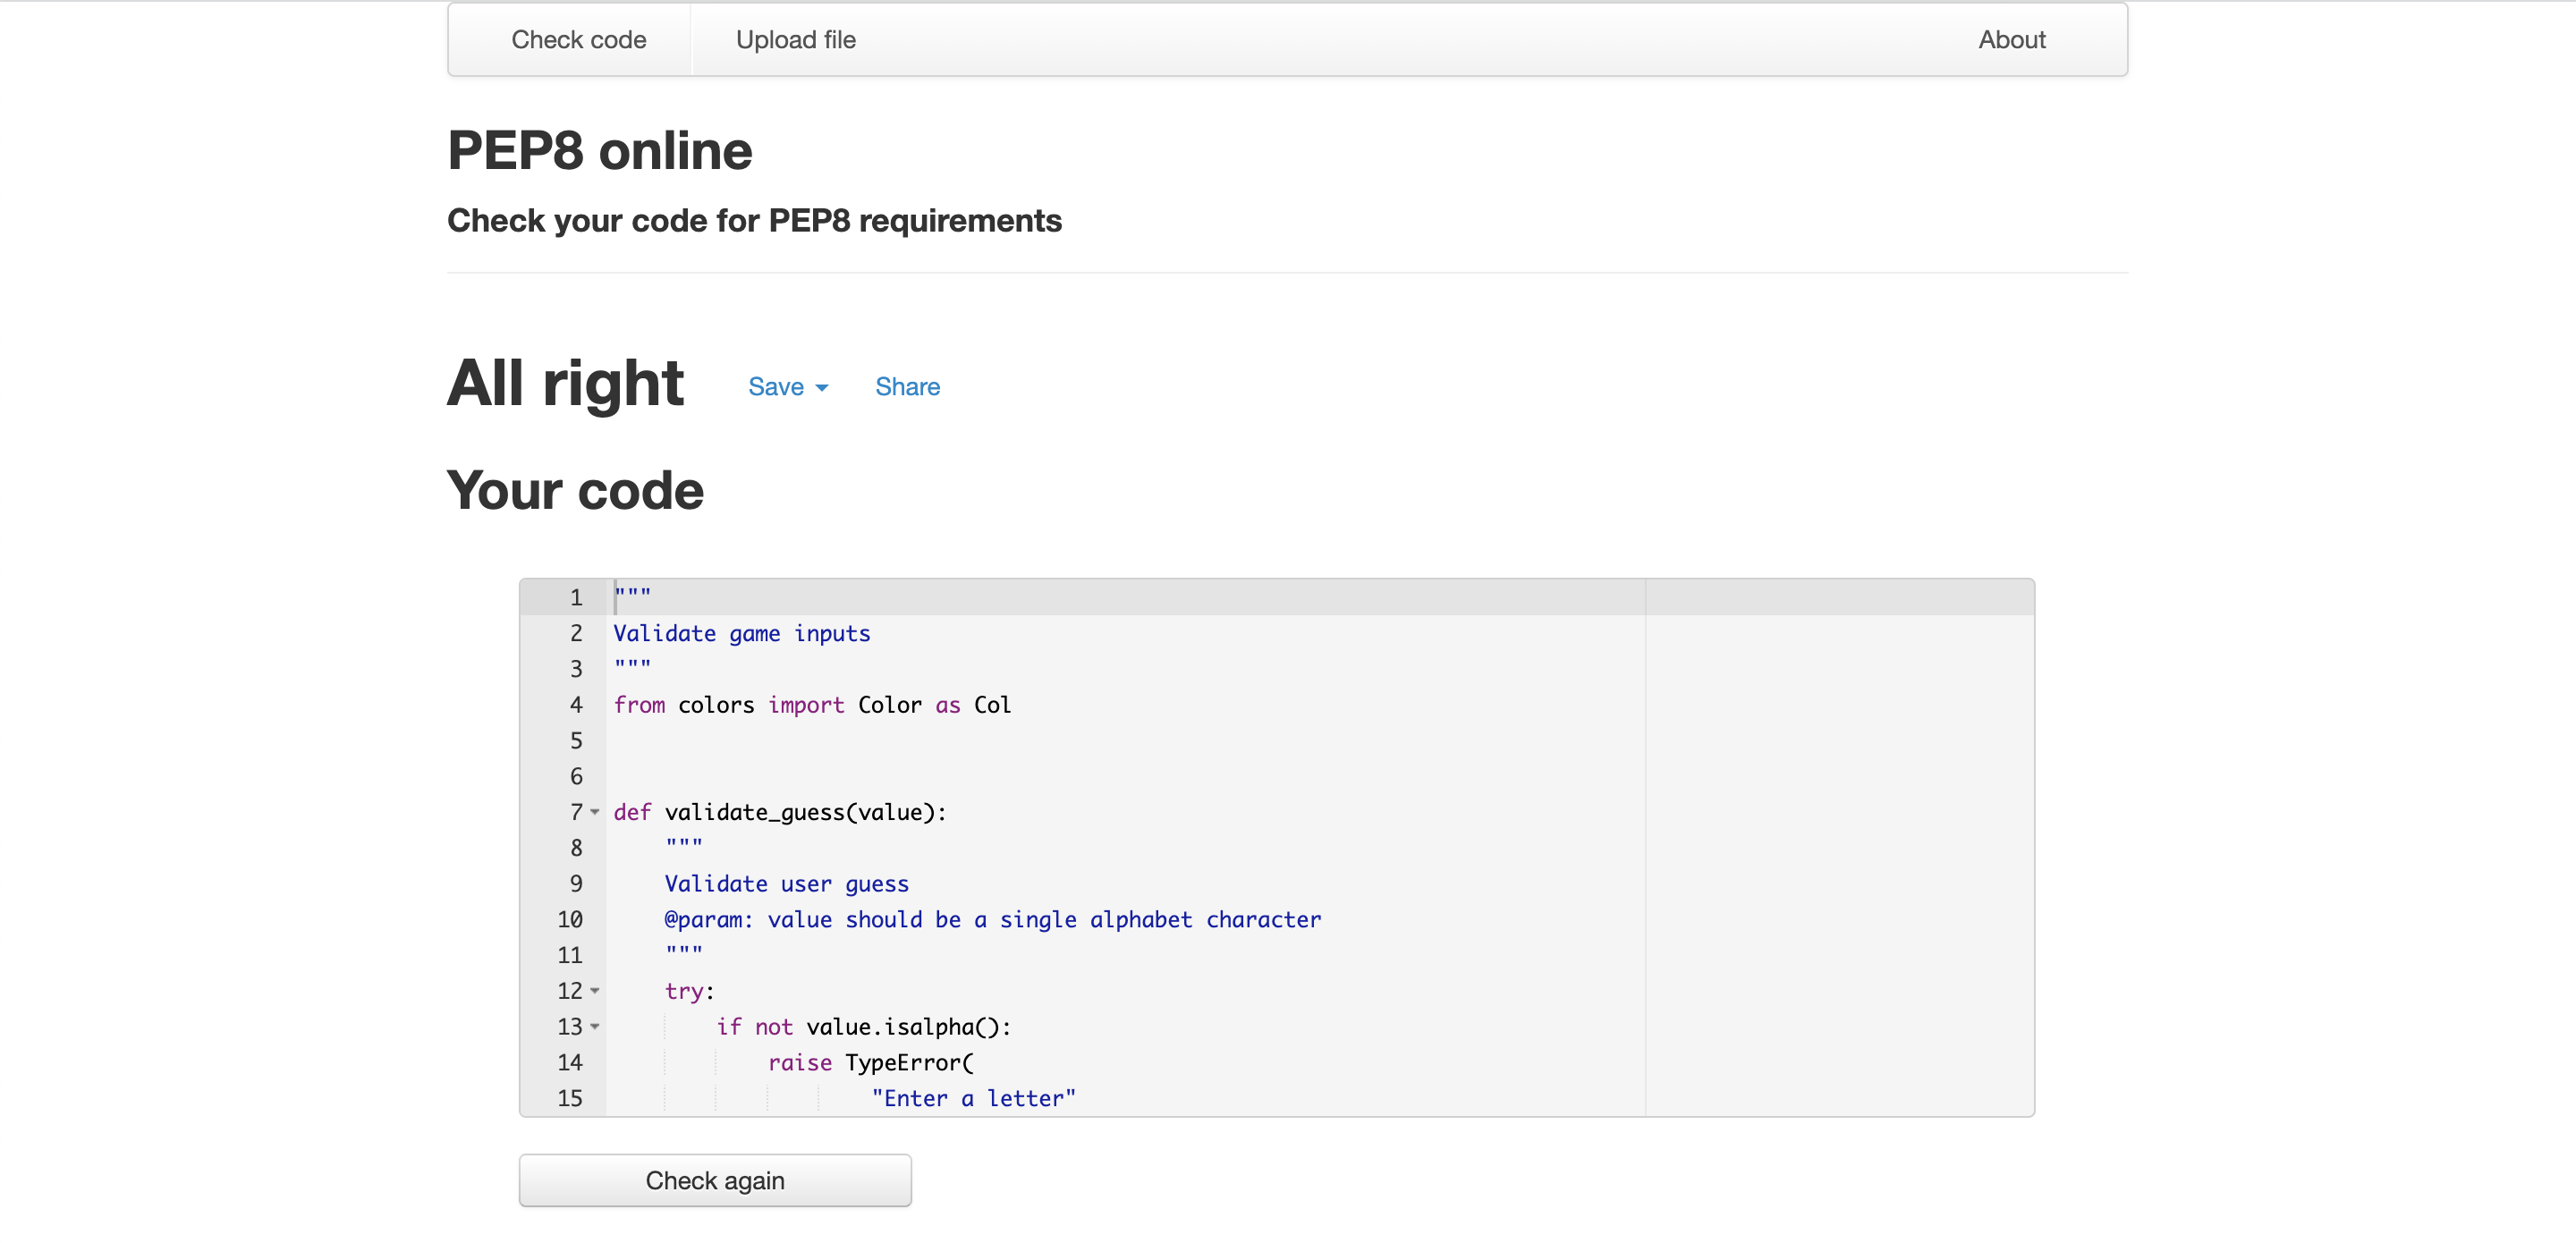 Check code Upload file About
PEP8 online
Check your code for PEP8 requirements
All right Save Share
Your code
1 """
2 Validate game inputs
3 """
4 from colors import Color as Col
5
6
7 def validate_guess(value):
8     """
9     Validate user guess
10     @param: value should be a single alphabet character
11     """
12     try:
13         if not value.isalpha():
14             raise TypeError(
15                     "Enter a letter"
Check again